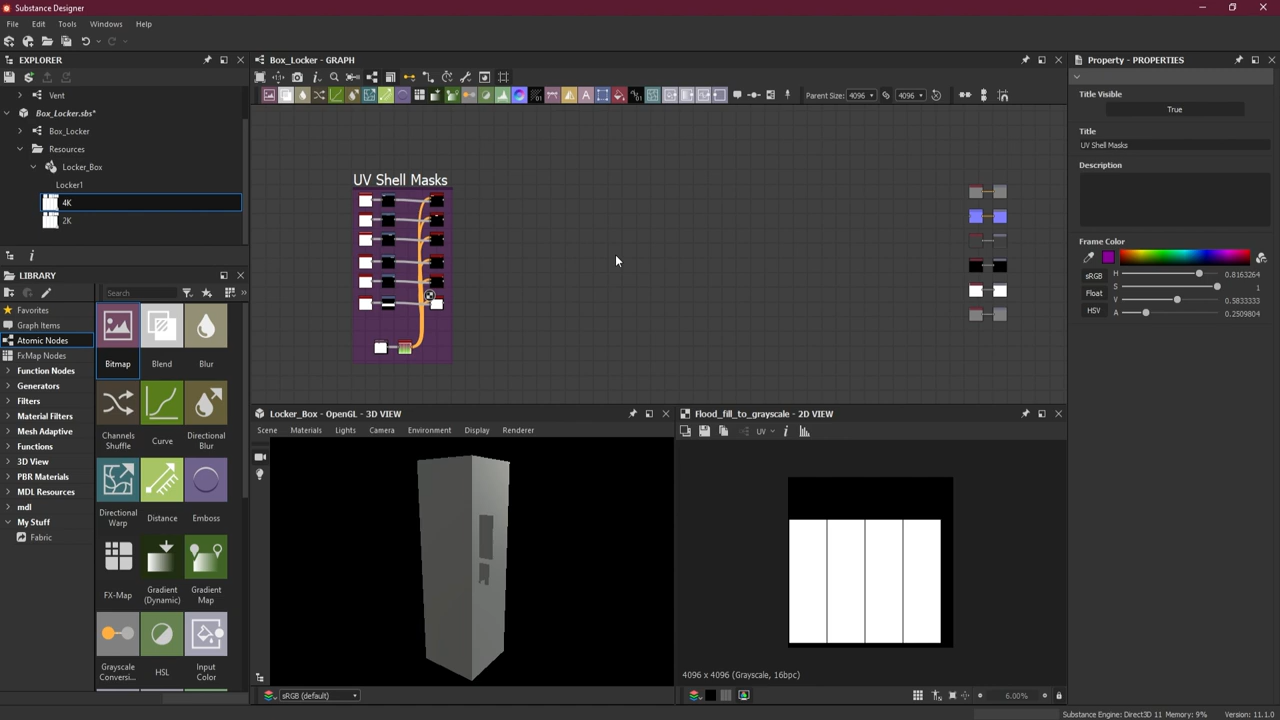 Substance Designer
File Edit Tools Windows Help
EXPLORER
Vent
Box_Locker.sbs*
Box_Locker
Resources
Locker_Box
Locker1
4K
2K
LIBRARY
Search
Favorites
Graph Items
Atomic Nodes
FxMap Nodes
Function Nodes
Generators
Filters
Material Filters
Mesh Adaptive
Functions
3D View
PBR Materials
MDL Resources
mdl
My Stuff
Fabric
Bitmap Blend Blur
Channels Shuffle Curve Directional Blur
Directional Warp Distance Emboss
FX-Map Gradient (Dynamic) Gradient Map
Grayscale Conversi... HSL Input Color
Box_Locker - GRAPH
Parent Size: 4096 4096
UV Shell Masks
Locker_Box - OpenGL - 3D VIEW
Scene Materials Lights Camera Environment Display Renderer
sRGB (default)
Flood_fill_to_grayscale - 2D VIEW
UV
4096 x 4096 (Grayscale, 16bpc)
6.00%
Property - PROPERTIES
Title Visible
True
Title
UV Shell Masks
Description
Frame Color
sRGB
Float
HSV
H 0.8163264
S 1
V 0.5833333
A 0.2509804
Substance Engine: Direct3D 11 Memory: 9% Version: 11.1.0